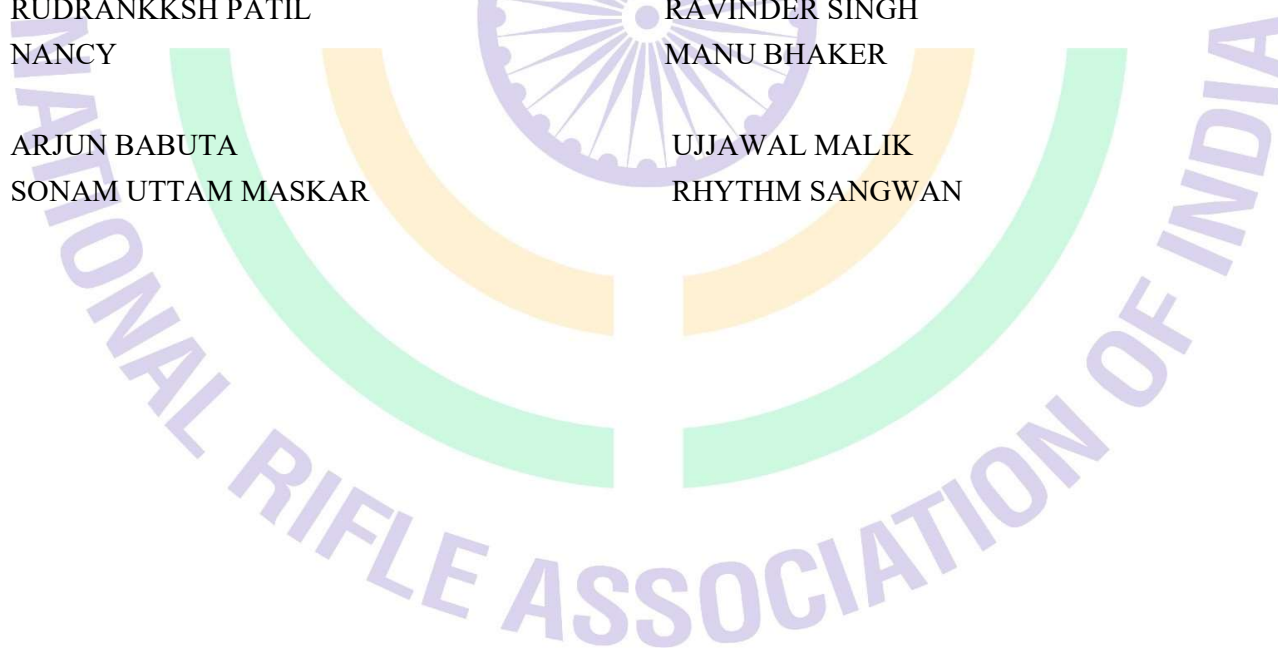 RUDRANKKSH PATIL RAVINDER SINGH
NANCY MANU BHAKER
ARJUN BABUTA UJJAWAL MALIK
SONAM UTTAM MASKAR RHYTHM SANGWAN
NATIONAL RIFLE ASSOCIATION OF INDIA